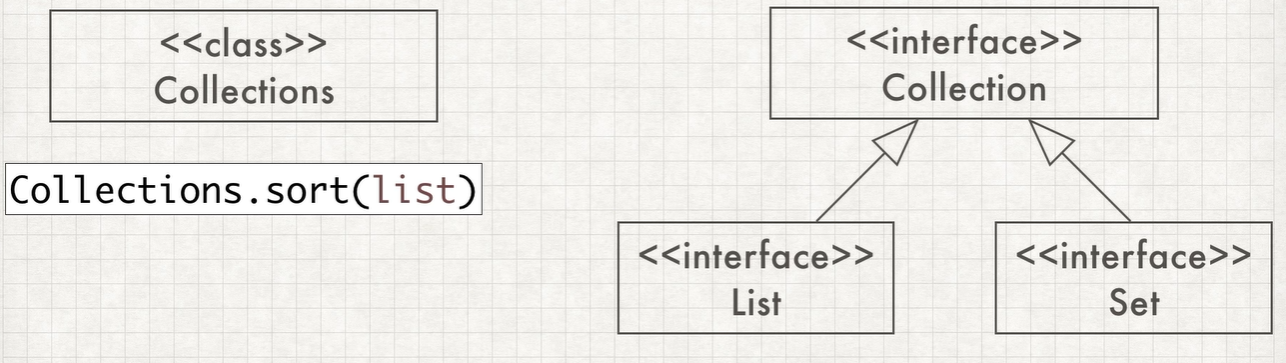 <<class>>
Collections
Collections.sort(list)
<<interface>>
Collection
<<interface>>
List
<<interface>>
Set